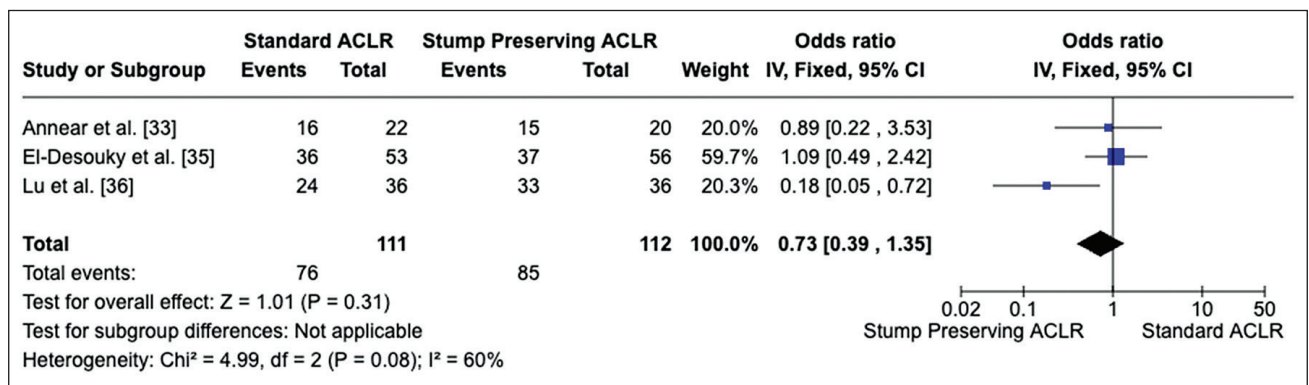 Standard ACLR Stump Preserving ACLR Odds ratio Odds ratio
Study or Subgroup Events Total Events Total Weight IV, Fixed, 95% CI IV, Fixed, 95% CI
Annear et al. [33] 16 22 15 20 20.0% 0.89 [0.22 , 3.53]
El-Desouky et al. [35] 36 53 37 56 59.7% 1.09 [0.49 , 2.42]
Lu et al. [36] 24 36 33 36 20.3% 0.18 [0.05 , 0.72]
Total 111 112 100.0% 0.73 [0.39 , 1.35]
Total events: 76 85
Test for overall effect: Z = 1.01 (P = 0.31)
0.02 0.1 1 10 50
Test for subgroup differences: Not applicable
Stump Preserving ACLR Standard ACLR
Heterogeneity: Chi² = 4.99, df = 2 (P = 0.08); I² = 60%